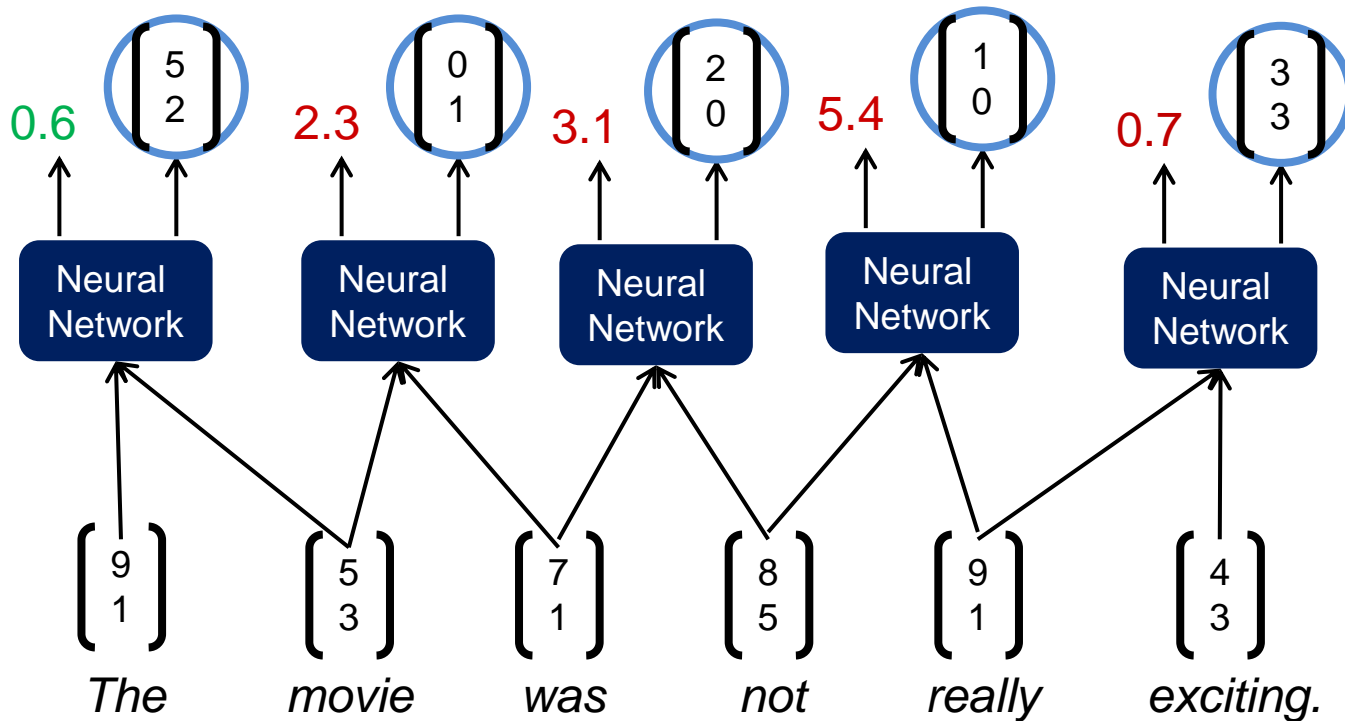 5 0 2 1 3
2 1 0 0 3
0.6 2.3 3.1 5.4 0.7
Neural Neural Neural Neural Neural
Network Network Network Network Network
9 5 7 8 9 4
1 3 1 5 1 3
The movie was not really exciting.